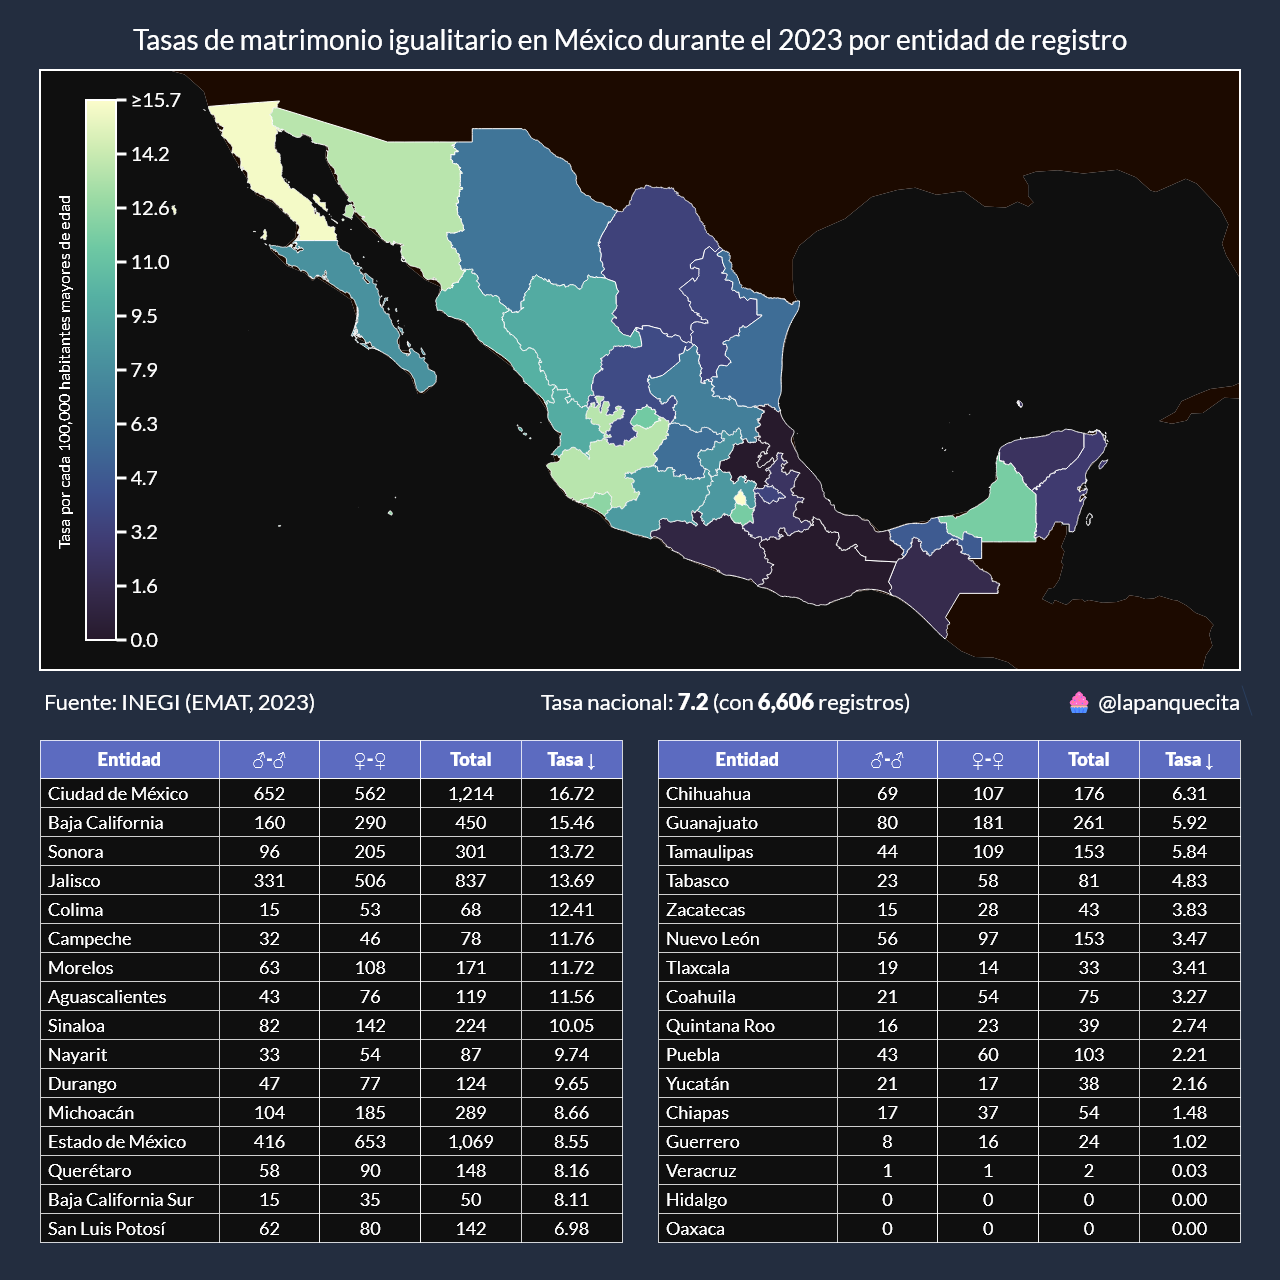 Tasas de matrimonio igualitario en México durante el 2023 por entidad de registro
Tasa por cada 100,000 habitantes mayores de edad
≥15.7
14.2
12.6
11.0
9.5
7.9
6.3
4.7
3.2
1.6
0.0
Fuente: INEGI (EMAT, 2023)
Tasa nacional: 7.2 (con 6,606 registros)
@lapanquecita
Entidad ♂-♂ ♀-♀ Total Tasa ↓
Ciudad de México 652 562 1,214 16.72
Baja California 160 290 450 15.46
Sonora 96 205 301 13.72
Jalisco 331 506 837 13.69
Colima 15 53 68 12.41
Campeche 32 46 78 11.76
Morelos 63 108 171 11.72
Aguascalientes 43 76 119 11.56
Sinaloa 82 142 224 10.05
Nayarit 33 54 87 9.74
Durango 47 77 124 9.65
Michoacán 104 185 289 8.66
Estado de México 416 653 1,069 8.55
Querétaro 58 90 148 8.16
Baja California Sur 15 35 50 8.11
San Luis Potosí 62 80 142 6.98
Entidad ♂-♂ ♀-♀ Total Tasa ↓
Chihuahua 69 107 176 6.31
Guanajuato 80 181 261 5.92
Tamaulipas 44 109 153 5.84
Tabasco 23 58 81 4.83
Zacatecas 15 28 43 3.83
Nuevo León 56 97 153 3.47
Tlaxcala 19 14 33 3.41
Coahuila 21 54 75 3.27
Quintana Roo 16 23 39 2.74
Puebla 43 60 103 2.21
Yucatán 21 17 38 2.16
Chiapas 17 37 54 1.48
Guerrero 8 16 24 1.02
Veracruz 1 1 2 0.03
Hidalgo 0 0 0 0.00
Oaxaca 0 0 0 0.00